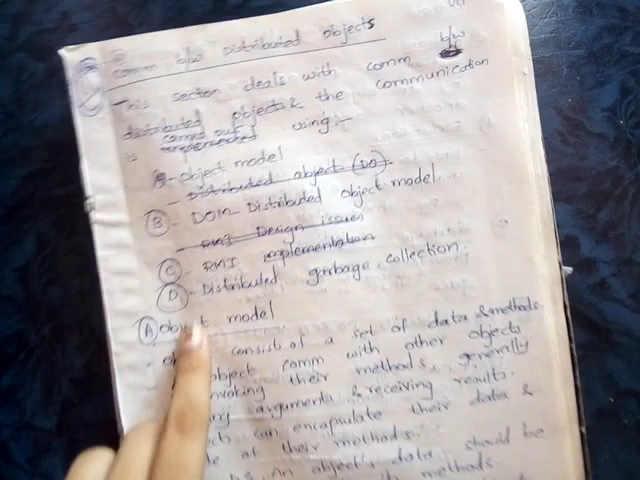 comm b/w Distributed objects
This section deals with comm b/w
distributed objects & the communication
is carried out using:-
A - object model
- Distributed object (DO)
B - DOM - Distributed object model.
- RMI Design issues
C - RMI implementation
D - Distributed garbage collection.
A object model
- consist of a set of data & methods.
- object comm with other objects
invoking their methods, generally
arguments & receiving results.
can encapsulate their data &
of their methods.
An object's data should be
methods